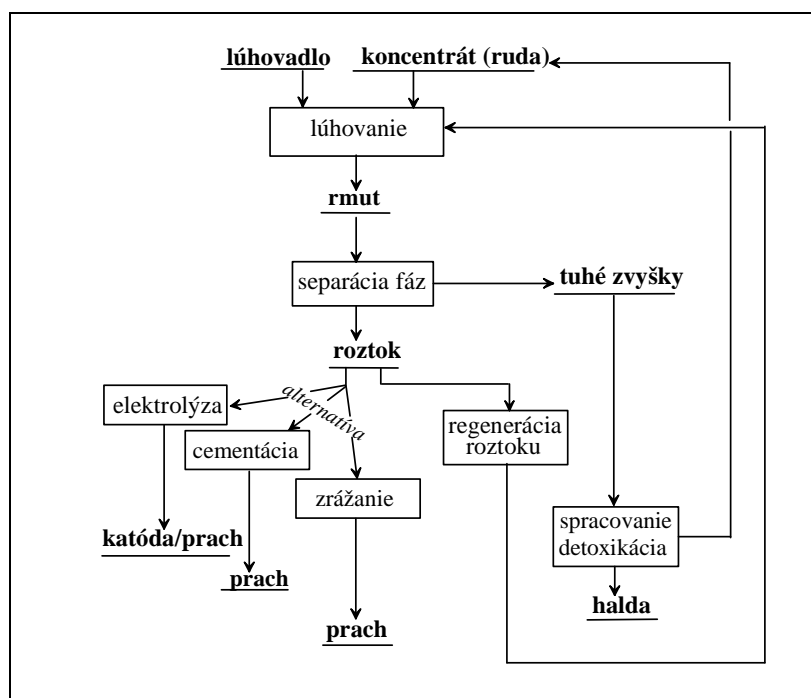 lúhovadlo
koncentrát (ruda)
lúhovanie
rmut
separácia fáz
tuhé zvyšky
roztok
alternatíva
elektrolýza
cementácia
zrážanie
regenerácia
roztoku
katóda/prach
prach
prach
spracovanie
detoxikácia
halda